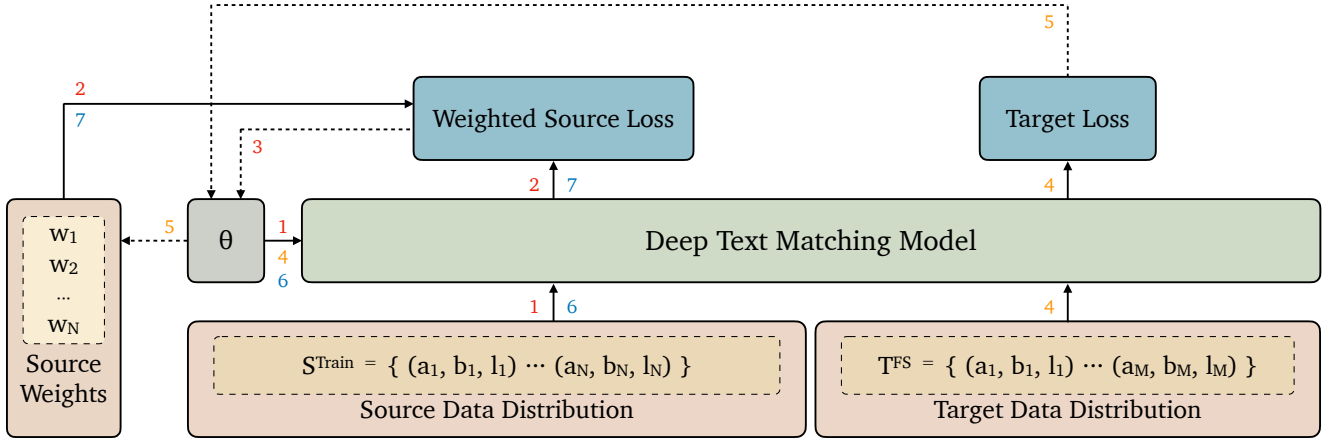 5
2
7
Weighted Source Loss
Target Loss
3
2 7
4
w1
w2
...
wN
Source
Weights
5
θ
1
4
6
Deep Text Matching Model
1 6
4
S^Train = { (a1, b1, l1) ··· (aN, bN, lN) }
Source Data Distribution
T^FS = { (a1, b1, l1) ··· (aM, bM, lM) }
Target Data Distribution